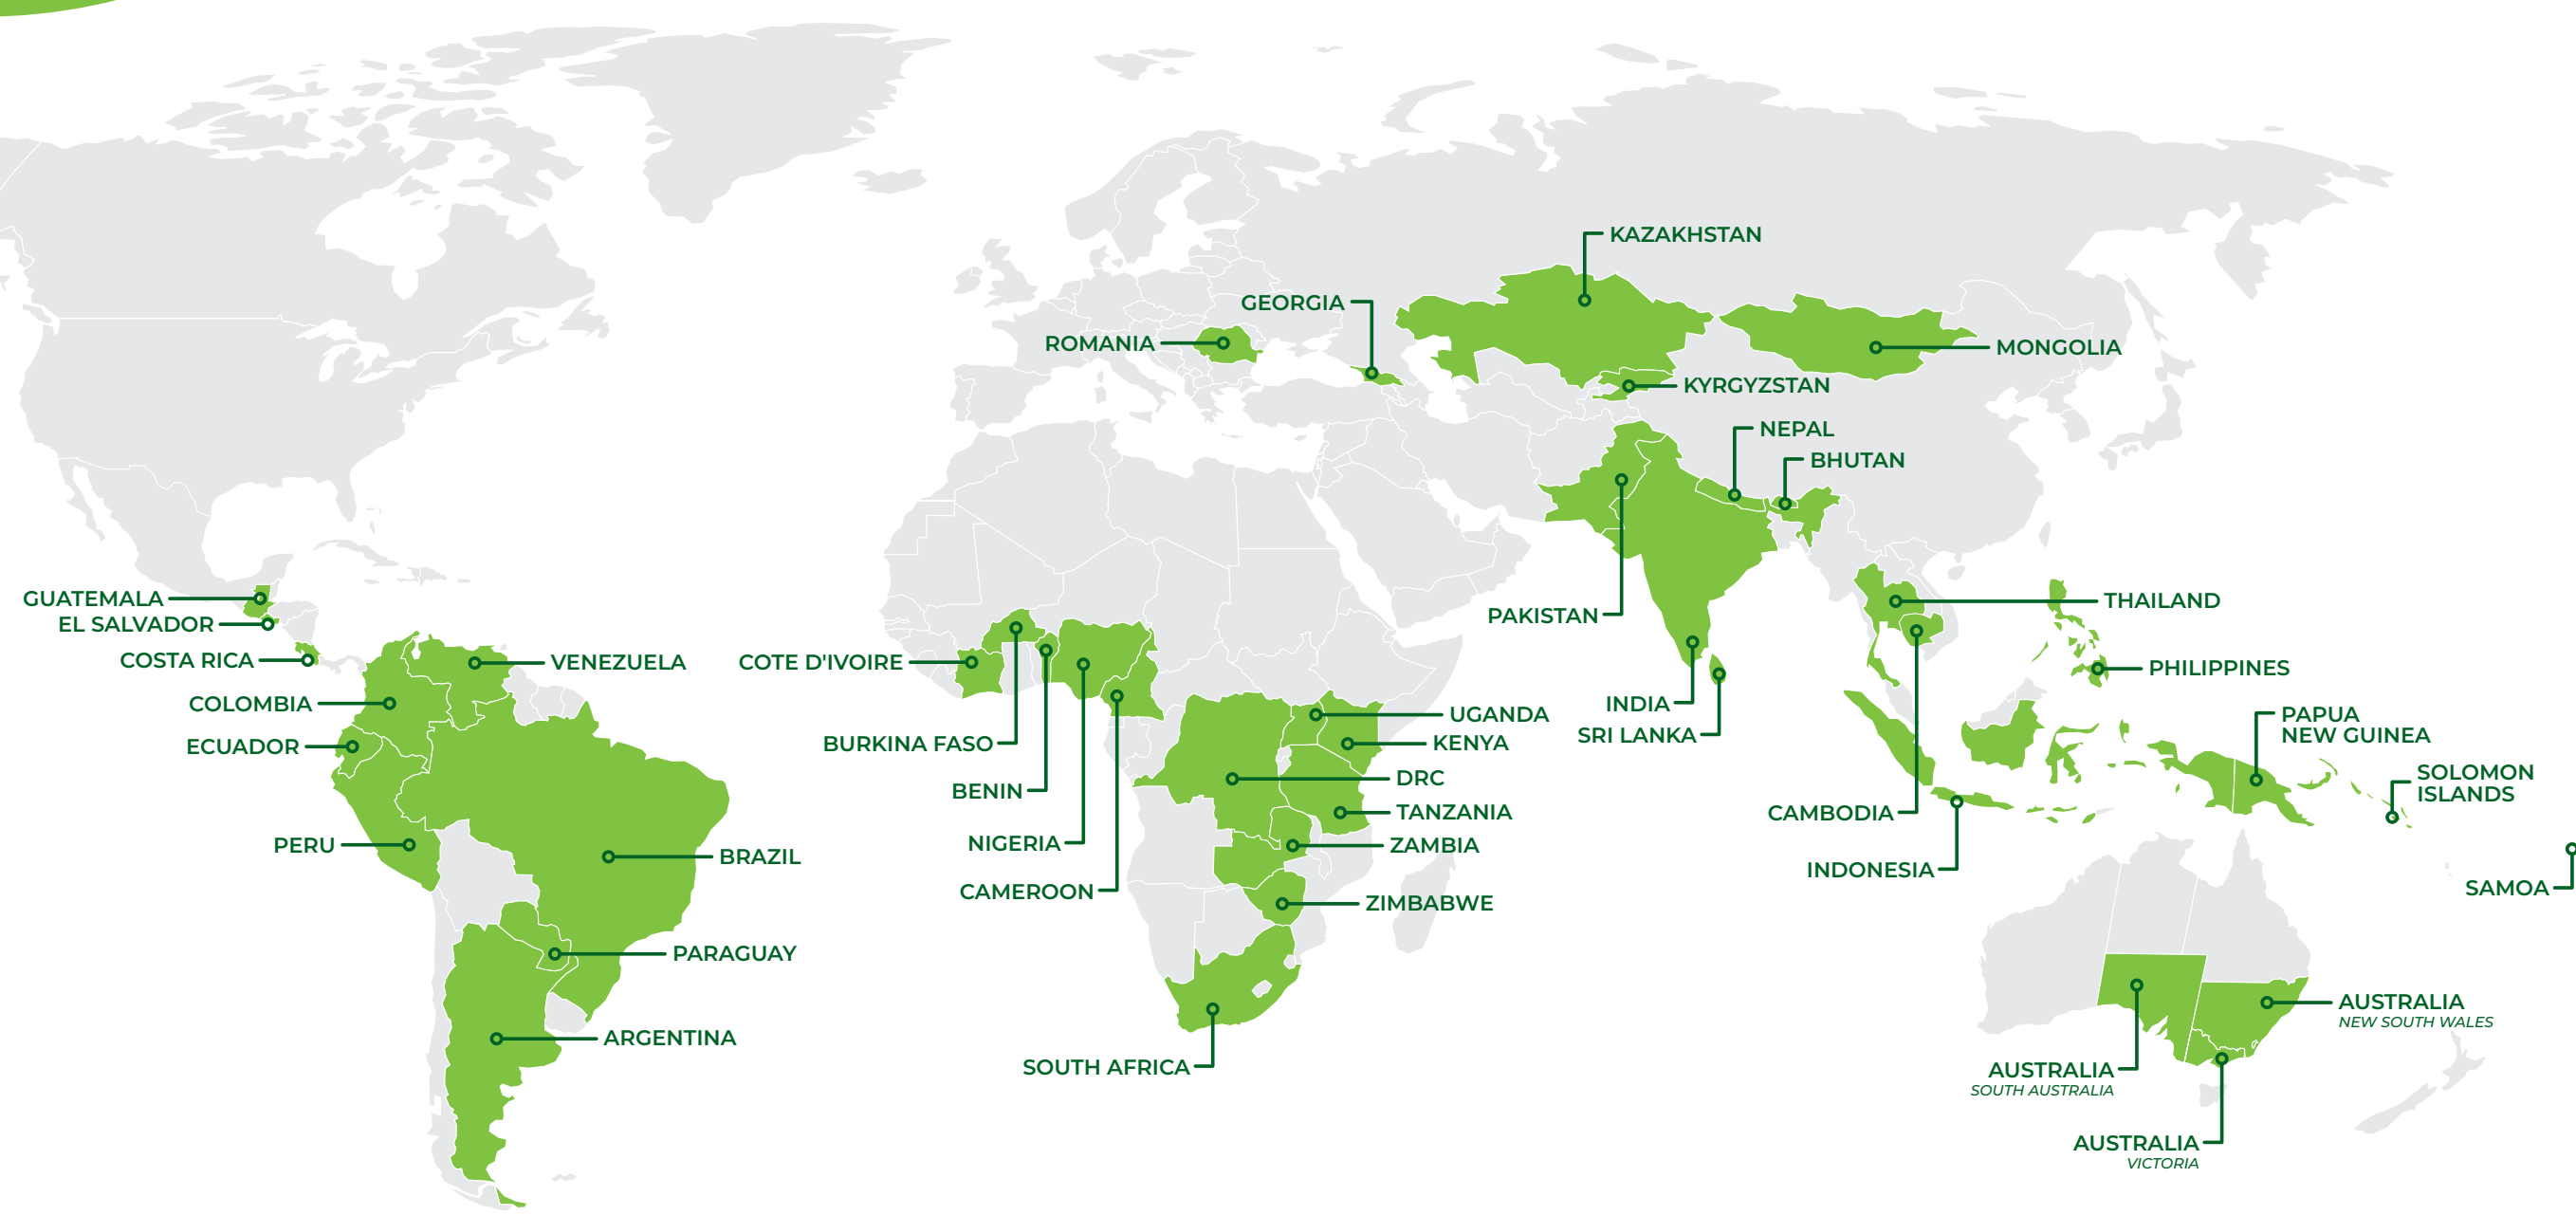 KAZAKHSTAN
GEORGIA
ROMANIA
MONGOLIA
KYRGYZSTAN
NEPAL
BHUTAN
GUATEMALA
EL SALVADOR
COSTA RICA
VENEZUELA
COLOMBIA
ECUADOR
PERU
BRAZIL
PARAGUAY
ARGENTINA
COTE D'IVOIRE
BURKINA FASO
BENIN
NIGERIA
CAMEROON
UGANDA
KENYA
DRC
TANZANIA
ZAMBIA
ZIMBABWE
SOUTH AFRICA
PAKISTAN
INDIA
SRI LANKA
THAILAND
PHILIPPINES
CAMBODIA
INDONESIA
PAPUA
NEW GUINEA
SOLOMON
ISLANDS
SAMOA
AUSTRALIA
NEW SOUTH WALES
AUSTRALIA
SOUTH AUSTRALIA
AUSTRALIA
VICTORIA